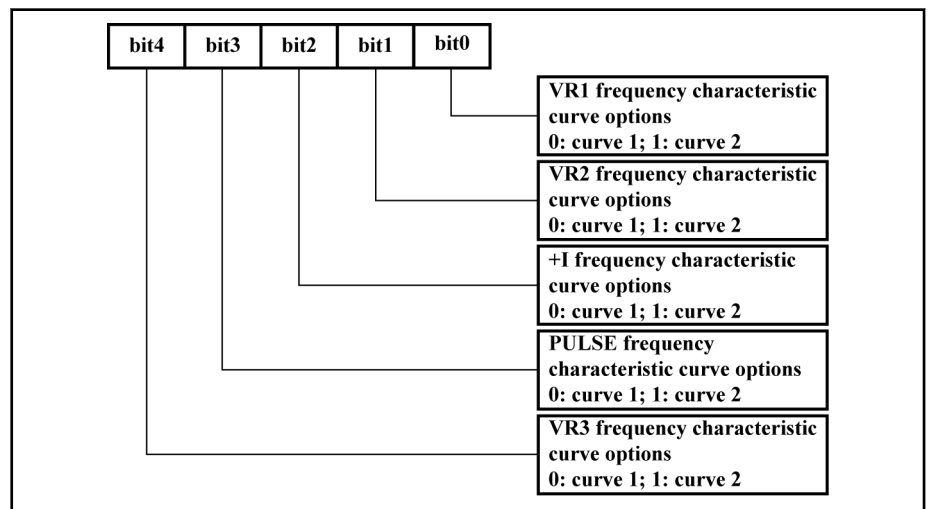 bit4 bit3 bit2 bit1 bit0
VR1 frequency characteristic
curve options
0: curve 1; 1: curve 2
VR2 frequency characteristic
curve options
0: curve 1; 1: curve 2
+I frequency characteristic
curve options
0: curve 1; 1: curve 2
PULSE frequency
characteristic curve options
0: curve 1; 1: curve 2
VR3 frequency characteristic
curve options
0: curve 1; 1: curve 2